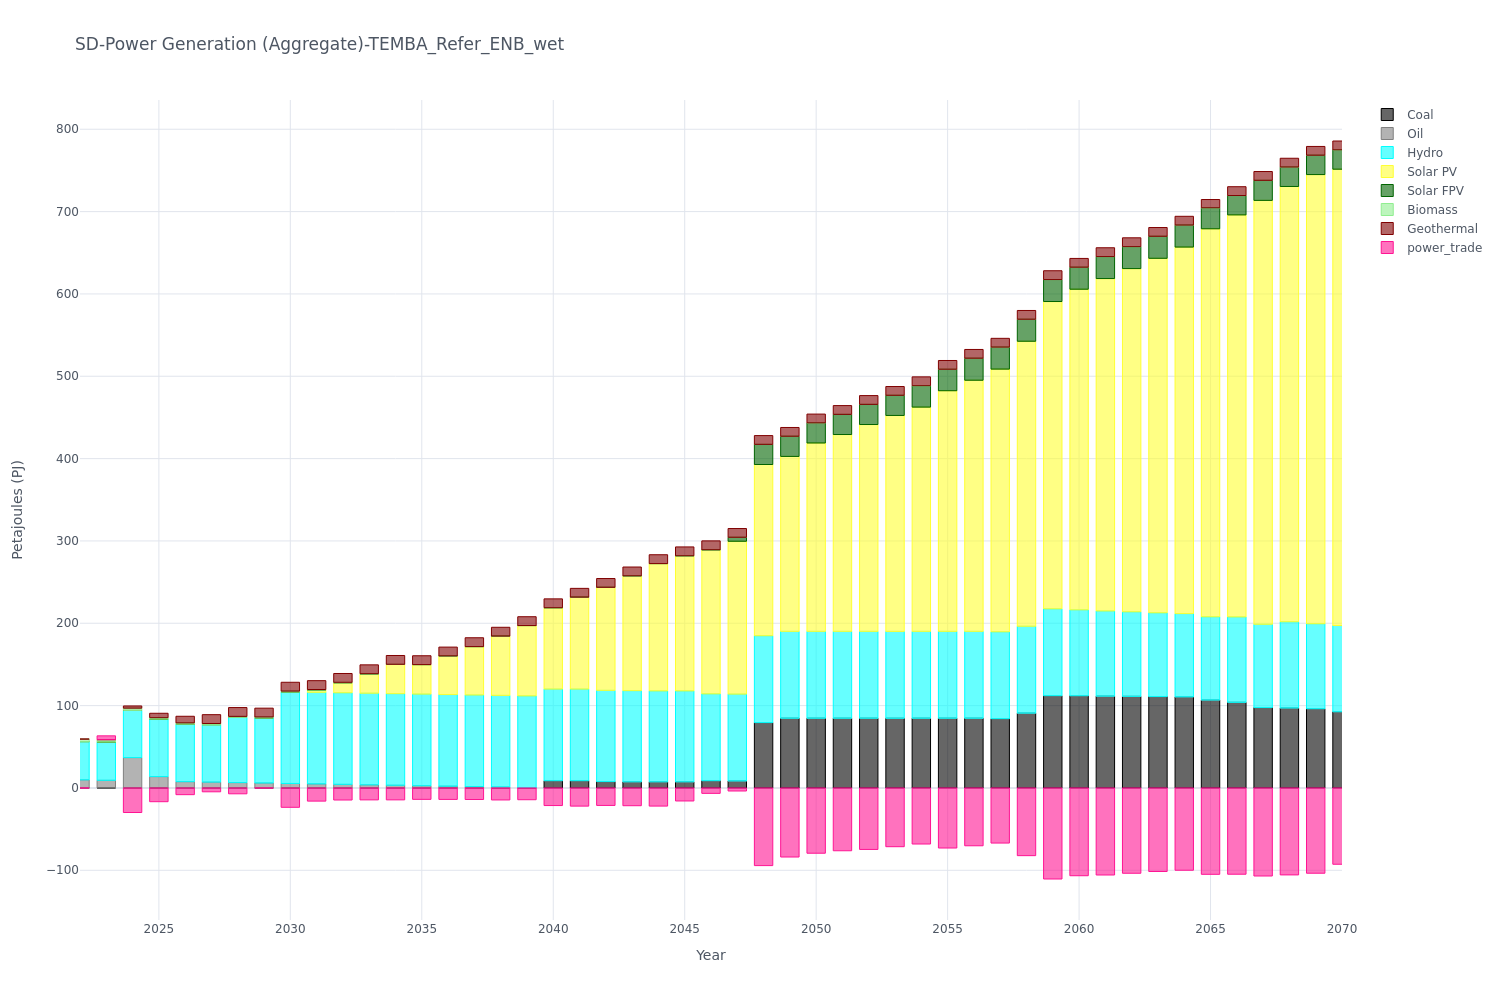 SD-Power Generation (Aggregate)-TEMBA_Refer_ENB_wet
Coal
Oil
Hydro
Solar PV
Solar FPV
Biomass
Geothermal
power_trade
800
700
600
500
400
300
200
100
0
−100
Petajoules (PJ)
2025
2030
2035
2040
2045
2050
2055
2060
2065
2070
Year